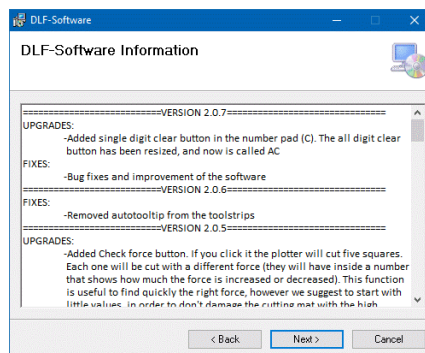 DLF-Software
DLF-Software Information
===========================VERSION 2.0.7===============================
UPGRADES:
-Added single digit clear button in the number pad (C). The all digit clear
button has been resized, and now is called AC
FIXES:
-Bug fixes and improvement of the software
===========================VERSION 2.0.6===============================
FIXES:
-Removed autotooltip from the toolstrips
===========================VERSION 2.0.5===============================
UPGRADES:
-Added Check force button. If you click it the plotter will cut five squares.
Each one will be cut with a different force (they will have inside a number
that shows how much the force is increased or decreased). This function
is useful to find quickly the right force, however we suggest to start with
little values, in order to don't damage the cutting mat with the high
< Back
Next >
Cancel